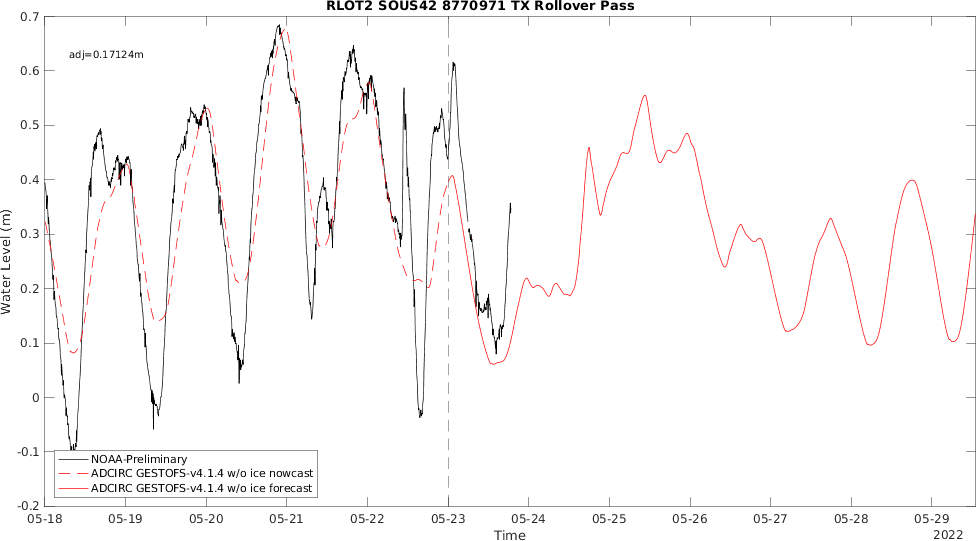 RLOT2 SOUS42 8770971 TX Rollover Pass
adj=0.17124m
0.7
0.6
0.5
0.4
0.3
0.2
0.1
0
-0.1
-0.2
Water Level (m)
NOAA-Preliminary
ADCIRC GESTOFS-v4.1.4 w/o ice nowcast
ADCIRC GESTOFS-v4.1.4 w/o ice forecast
05-18 05-19 05-20 05-21 05-22 05-23 05-24 05-25 05-26 05-27 05-28 05-29
Time
2022